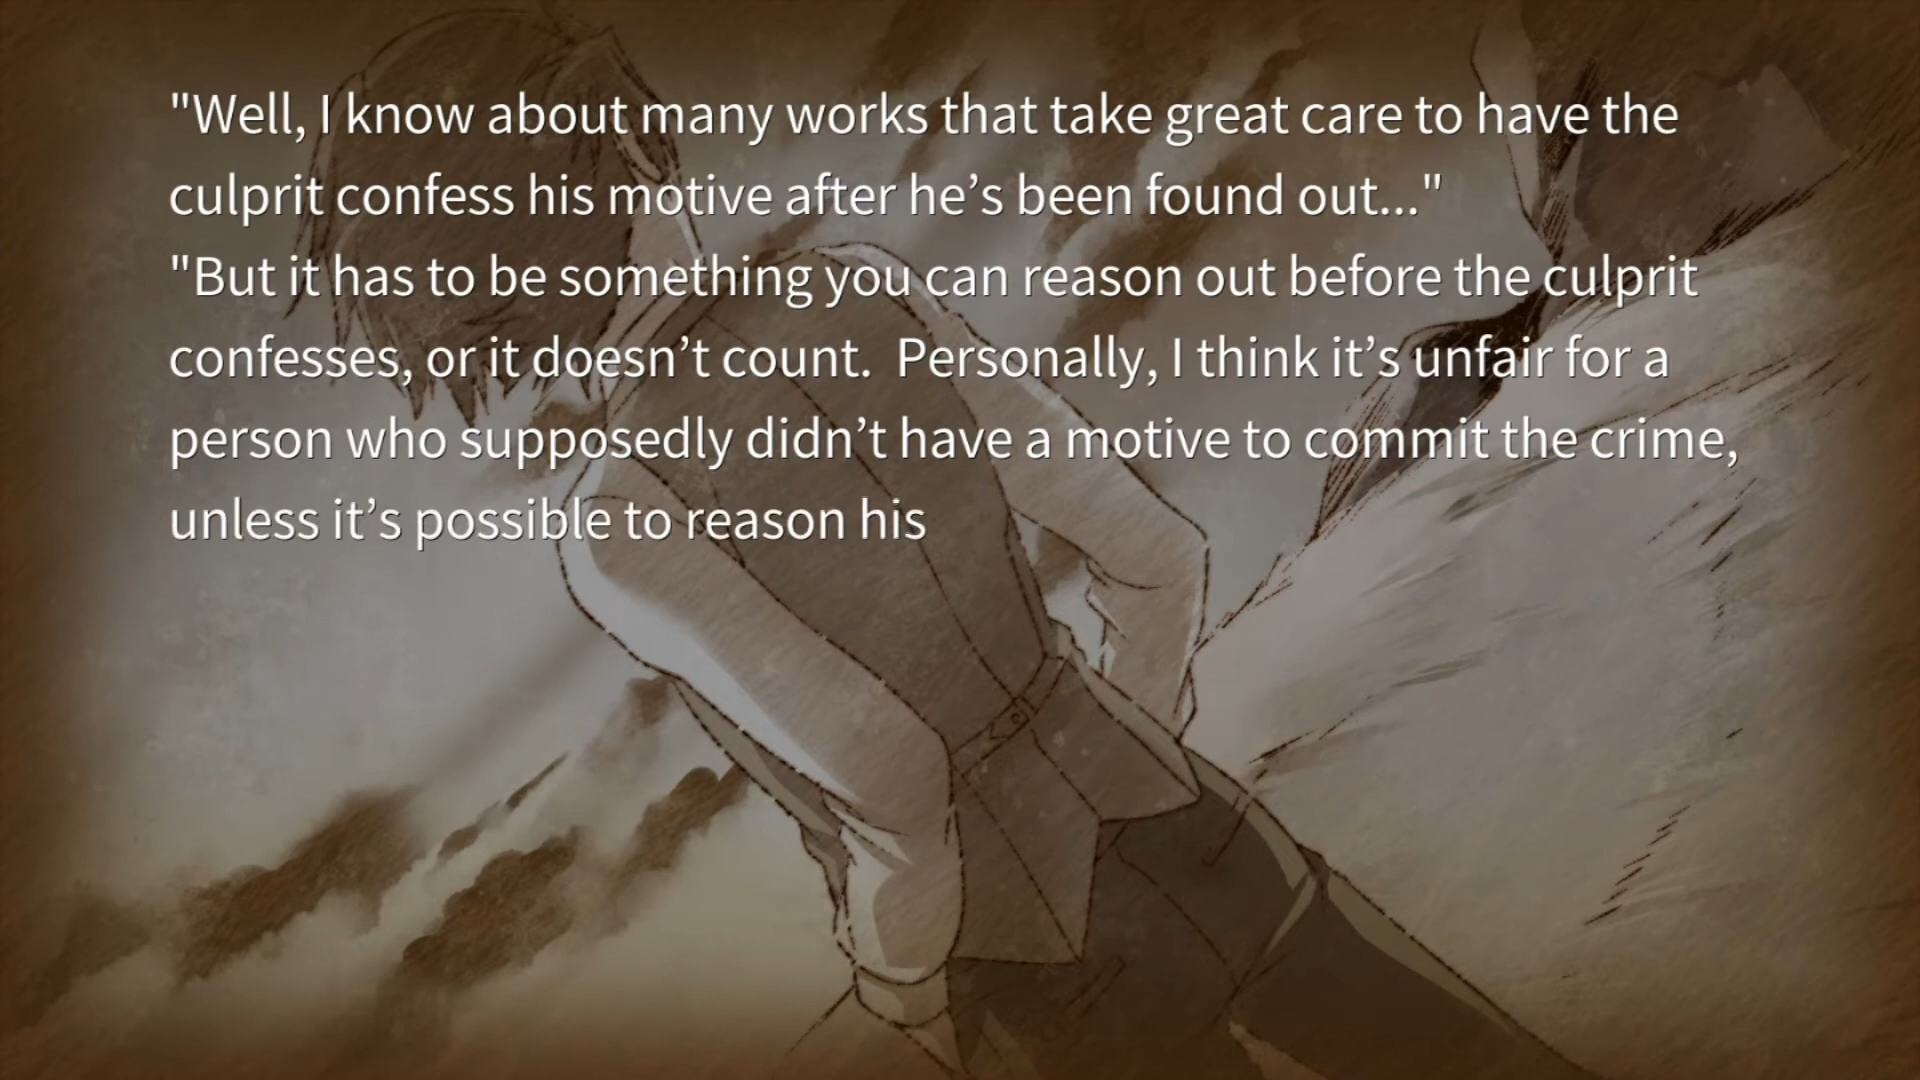 "Well, I know about many works that take great care to have the
culprit confess his motive after he’s been found out..."
"But it has to be something you can reason out before the culprit
confesses, or it doesn’t count.  Personally, I think it’s unfair for a
person who supposedly didn’t have a motive to commit the crime,
unless it’s possible to reason his